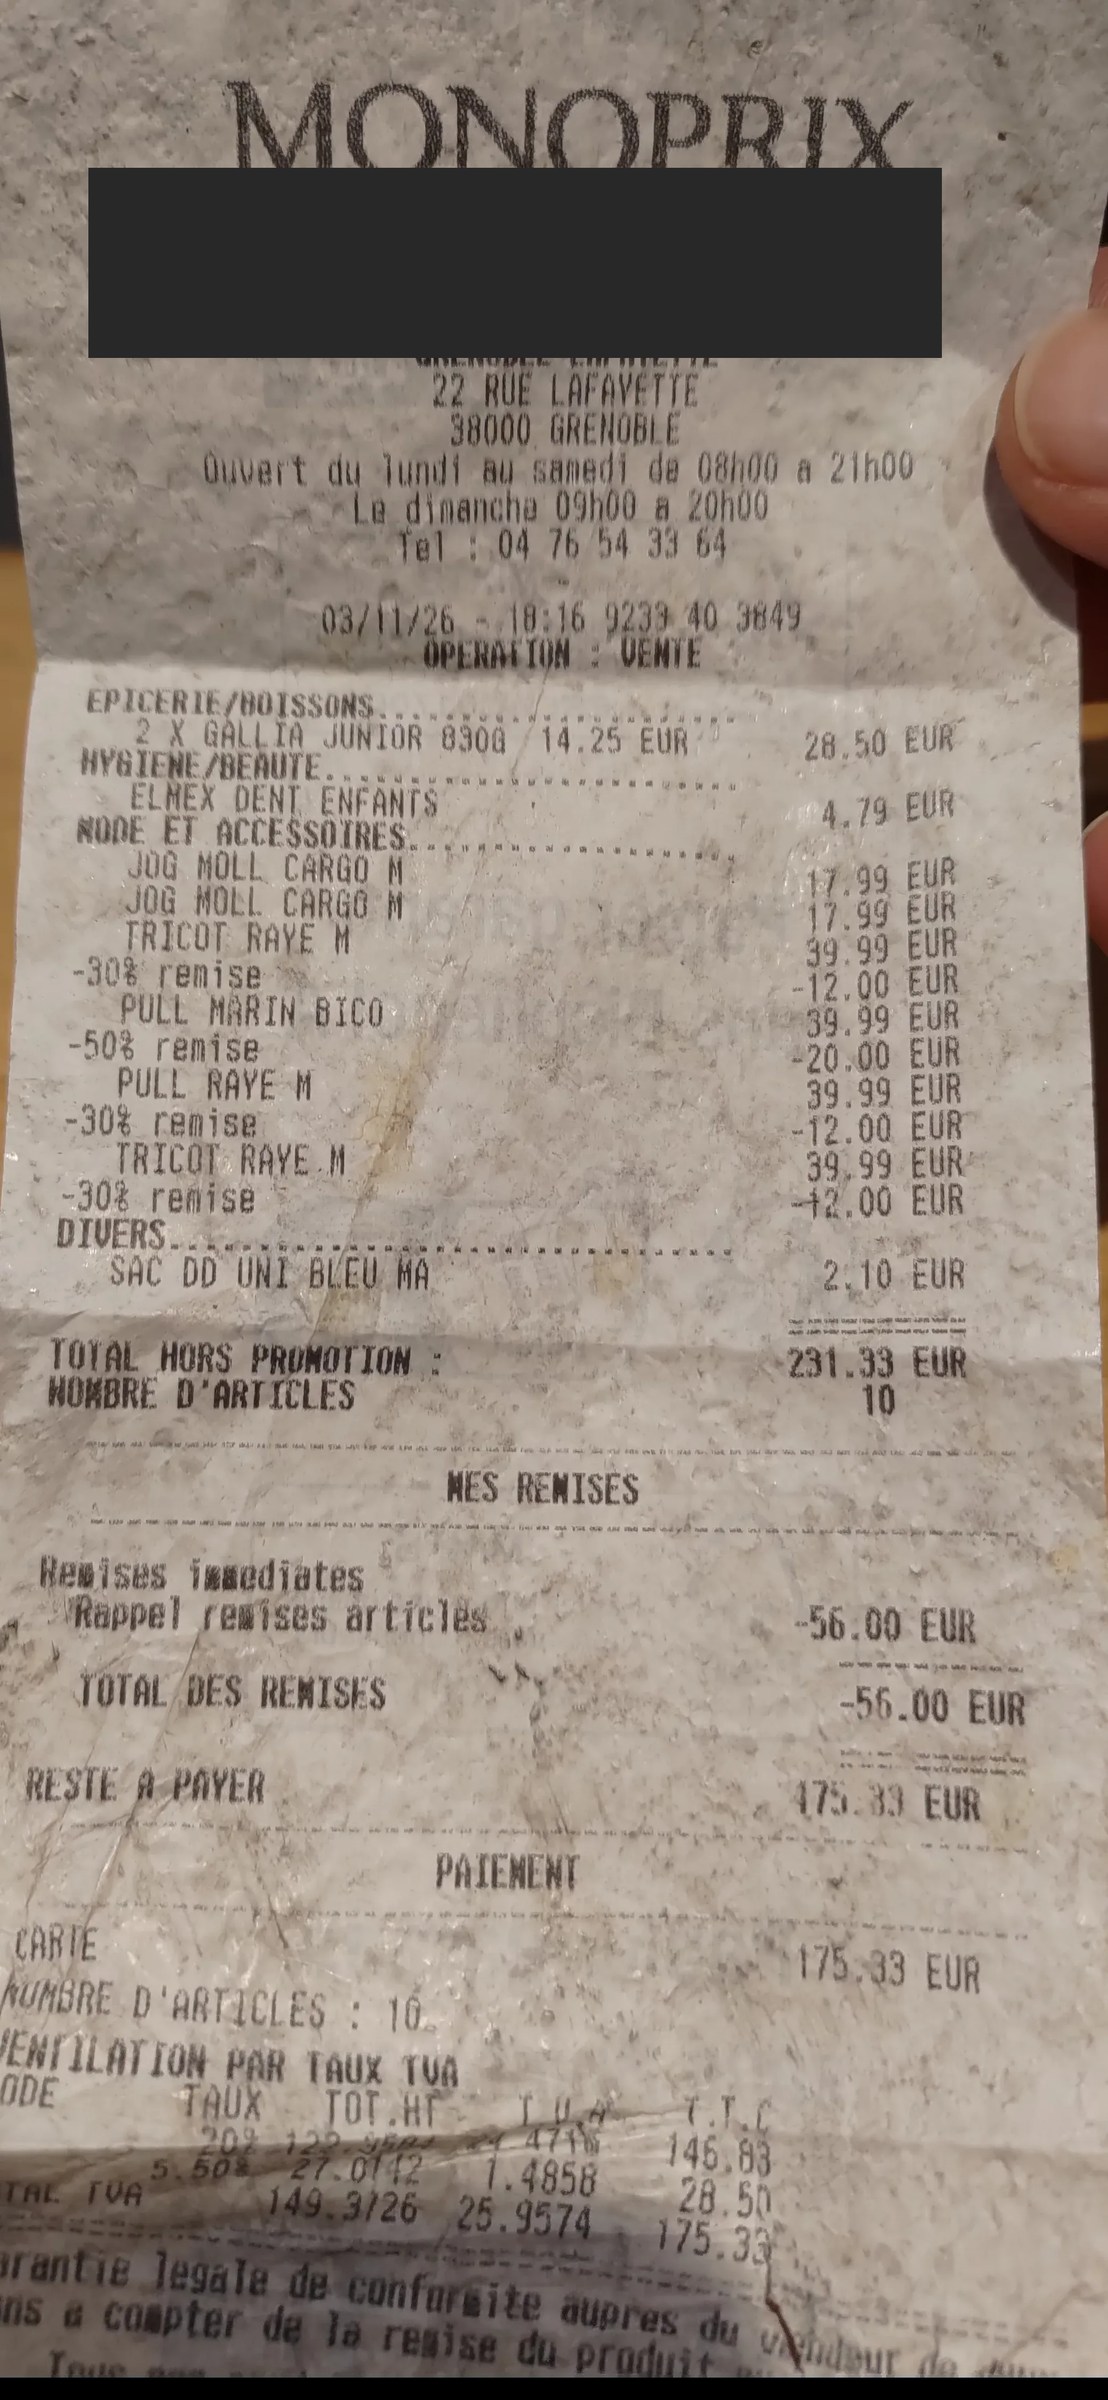 MONOPRIX
22 RUE LAFAYETTE
38000 GRENOBLE
Ouvert du lundi au samedi de 08h00 a 21h00
Le dimanche 09h00 a 20h00
Tel : 04 76 54 33 64
03/11/26 - 18:16 9239 40 3849
OPERATION : VENTE
EPICERIE/BOISSONS
2 X GALLIA JUNIOR 830G 14.25 EUR 28.50 EUR
HYGIENE/BEAUTE
ELMEX DENT ENFANTS 4.79 EUR
MODE ET ACCESSOIRES
JOG MOLL CARGO M 17.99 EUR
JOG MOLL CARGO M 17.99 EUR
TRICOT RAYE M 39.99 EUR
-30% remise -12.00 EUR
PULL MARIN BICO 39.99 EUR
-50% remise -20.00 EUR
PULL RAYE M 39.99 EUR
-30% remise -12.00 EUR
TRICOT RAYE M 39.99 EUR
-30% remise -12.00 EUR
DIVERS
SAC DD UNI BLEU MA 2.10 EUR
TOTAL HORS PROMOTION : 231.33 EUR
NOMBRE D'ARTICLES 10
MES REMISES
Remises immediates
Rappel remises articles -56.00 EUR
TOTAL DES REMISES -56.00 EUR
RESTE A PAYER 175.33 EUR
PAIEMENT
CARTE 175.33 EUR
NOMBRE D'ARTICLES : 10
VENTILATION PAR TAUX TVA
ODE TAUX TOT.HT T.V.A T.T.C
20% 146.83
5.50% 27.0142 1.4858 28.50
TAL TVA 149.3726 25.9574 175.33
arantie legale de conformite aupres du vendeur de
ns a compter de la remise du produit